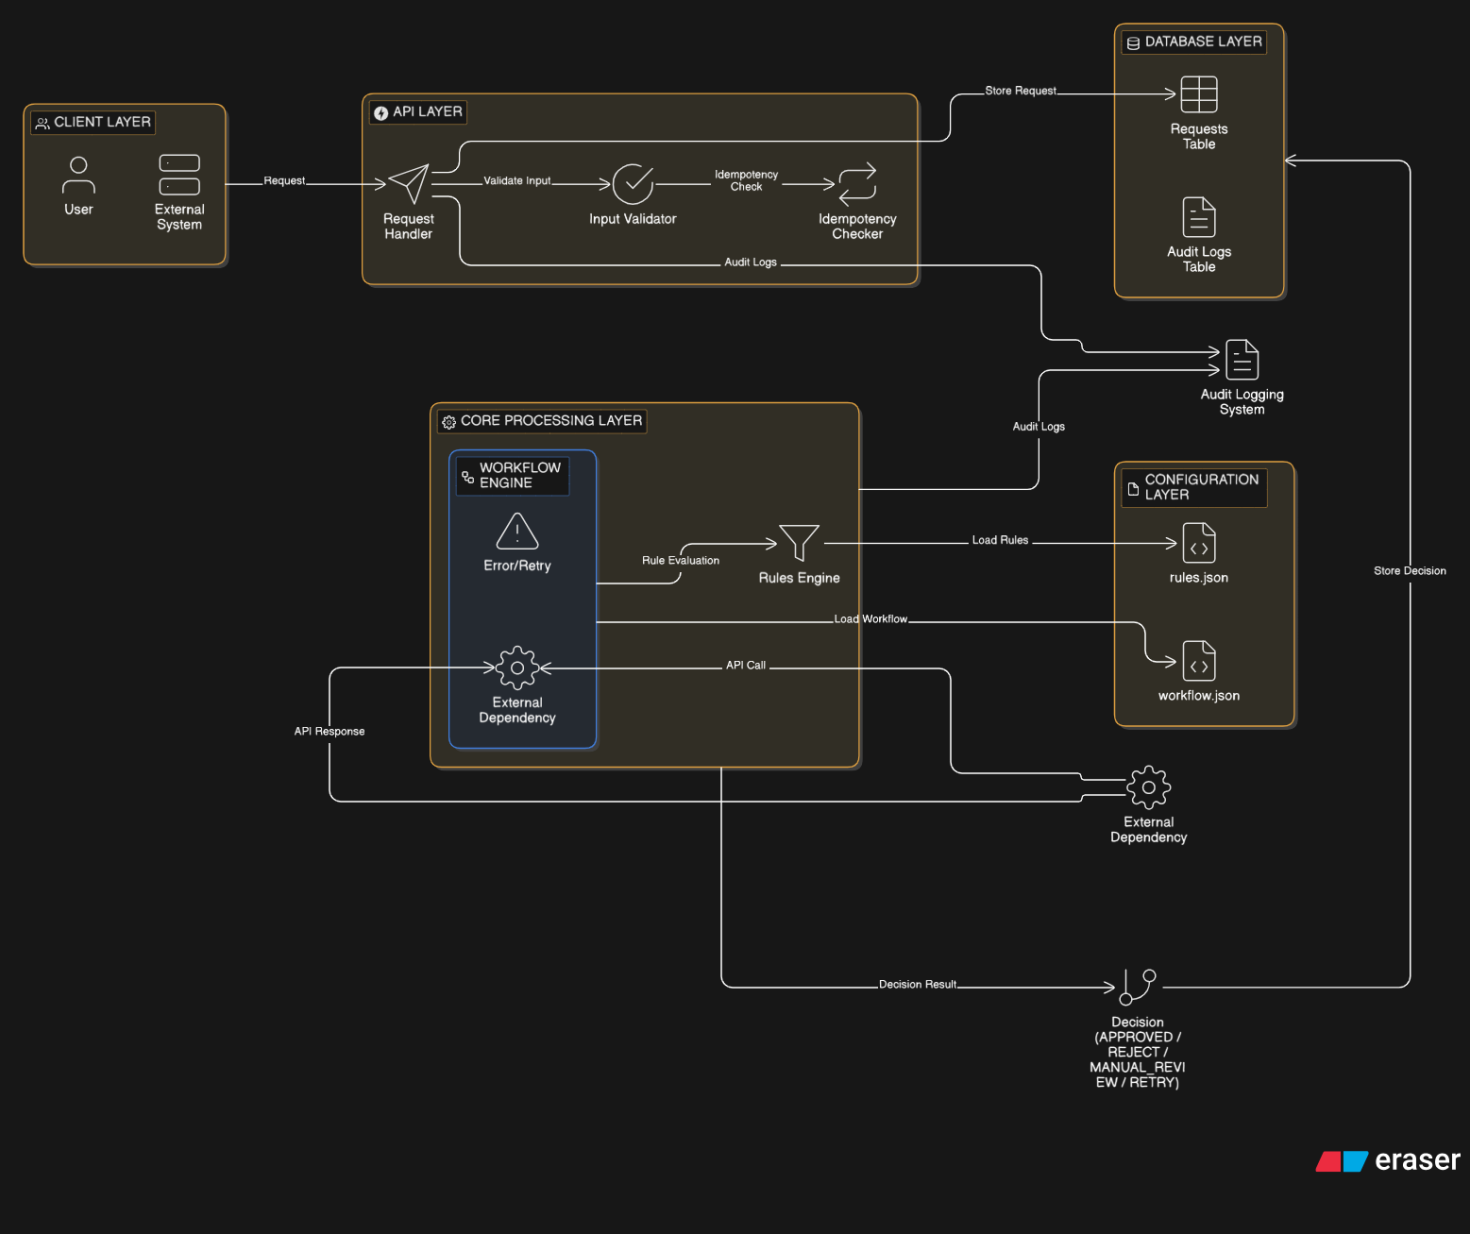 CLIENT LAYER
User
External
System
Request
API LAYER
Request
Handler
Validate Input
Input Validator
Idempotency
Check
Idempotency
Checker
Audit Logs
Store Request
DATABASE LAYER
Requests
Table
Audit Logs
Table
Audit Logging
System
Audit Logs
CORE PROCESSING LAYER
WORKFLOW
ENGINE
Error/Retry
Rule Evaluation
Rules Engine
Load Rules
Load Workflow
API Call
External
Dependency
API Response
CONFIGURATION
LAYER
rules.json
workflow.json
Store Decision
External
Dependency
Decision Result
Decision
(APPROVED /
REJECT /
MANUAL_REVI
EW / RETRY)
eraser